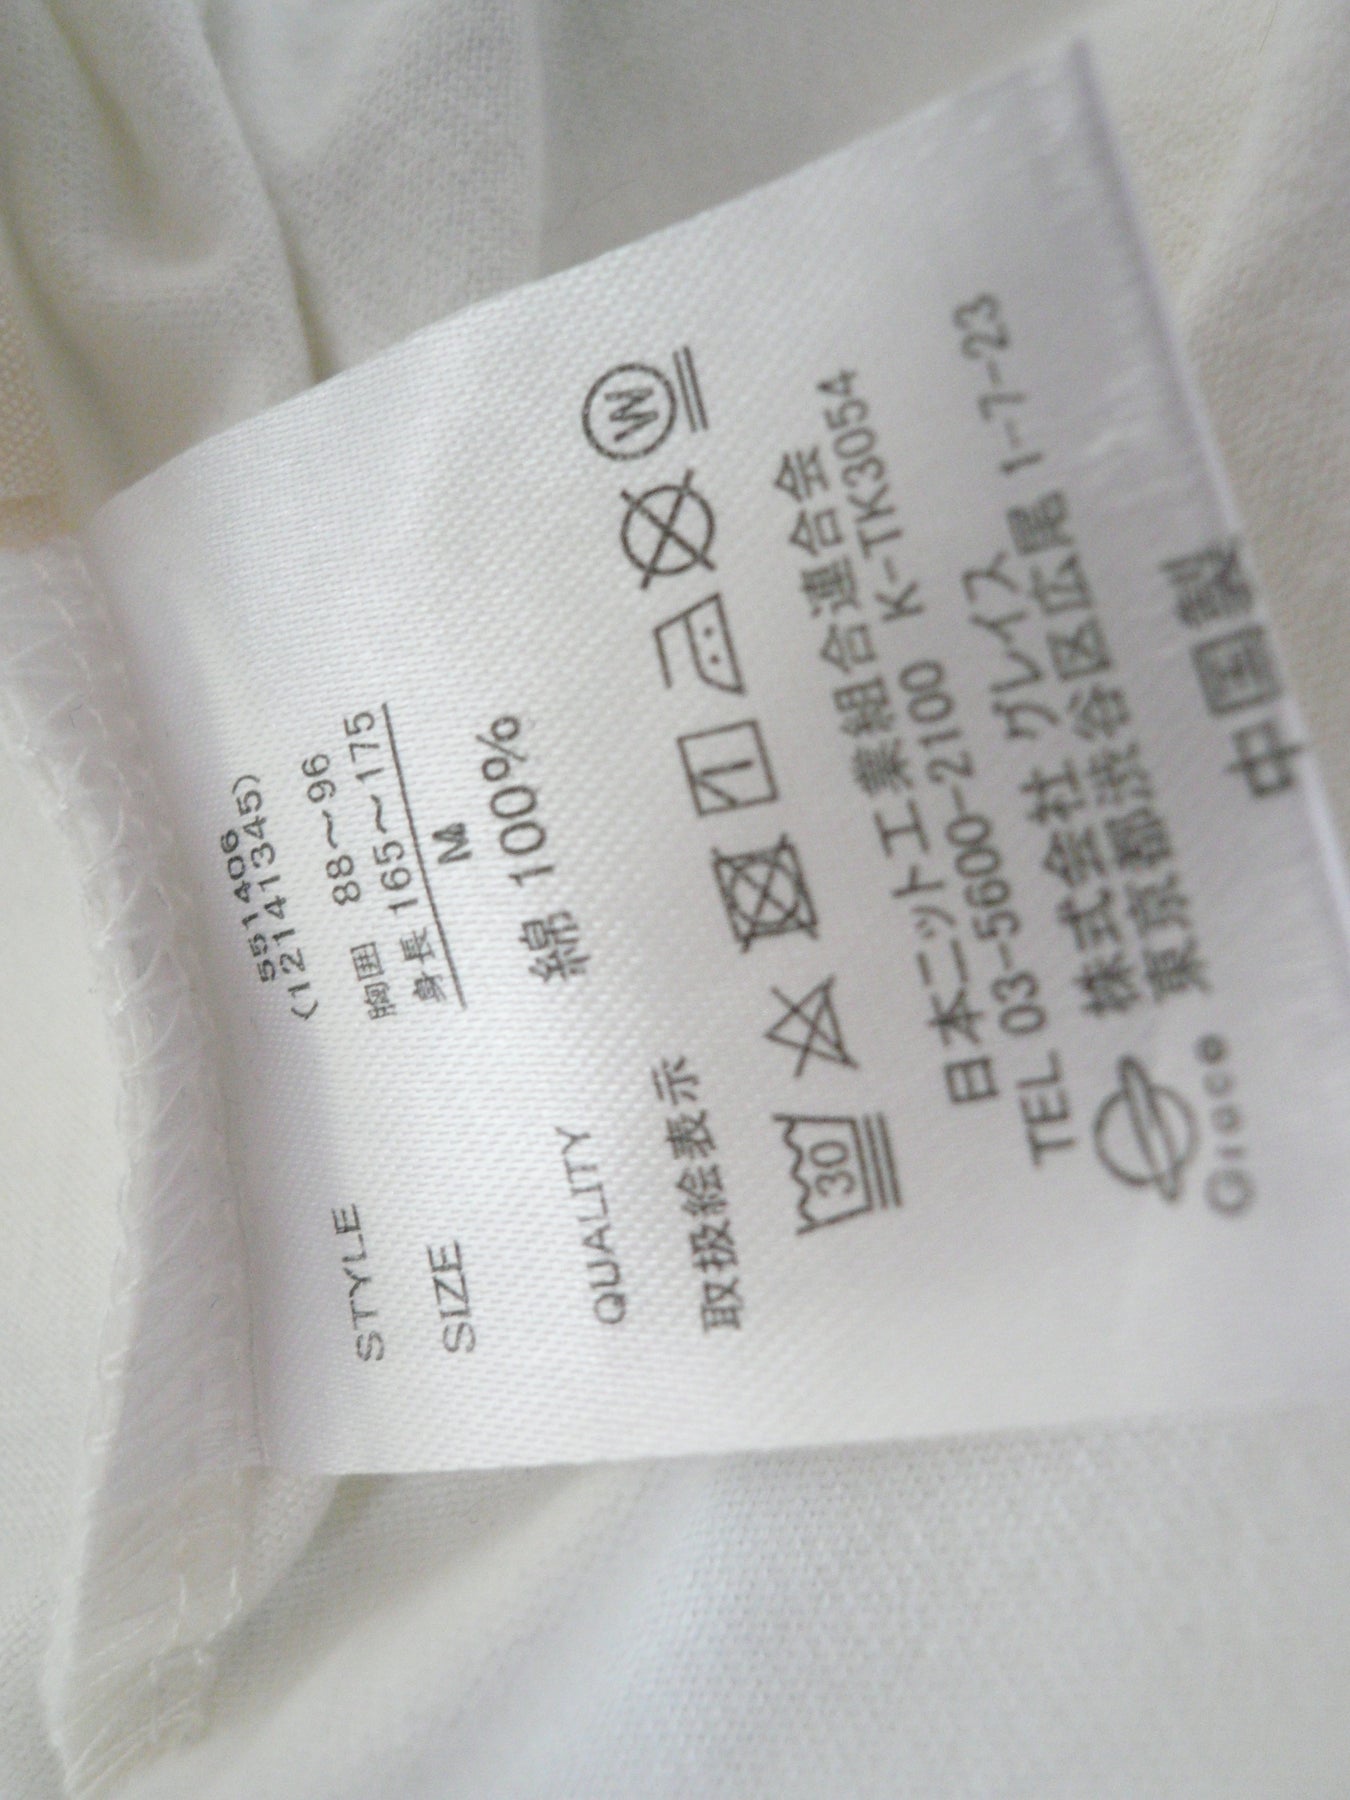 STYLE 551406
(12141345)
SIZE 胸囲 88～96
身長 165～175
M
QUALITY 綿 100%
取扱絵表示
30 W
日本ニット工業組合連合会
TEL 03-5600-2100 K-TK30054
株式会社 グレイス
東京都渋谷区広尾 1-7-23
中国製